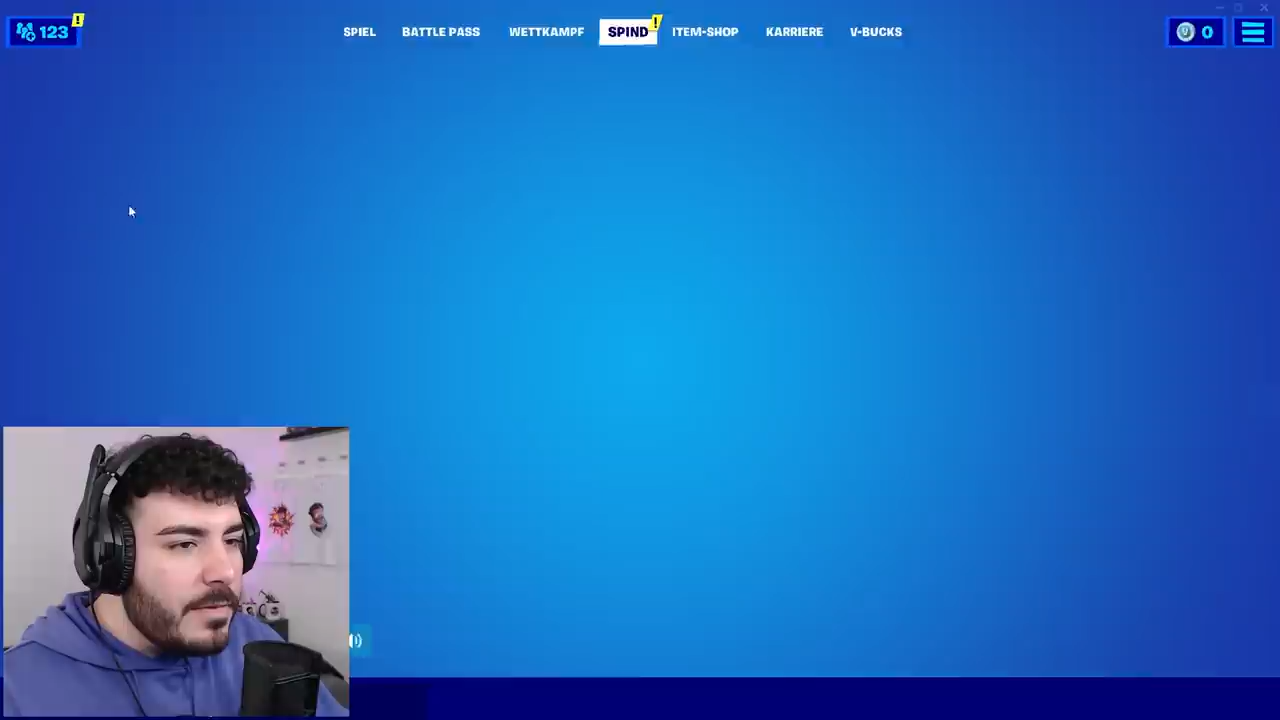 123
!
SPIEL
BATTLE PASS
WETTKAMPF
SPIND
!
ITEM-SHOP
KARRIERE
V-BUCKS
V 0